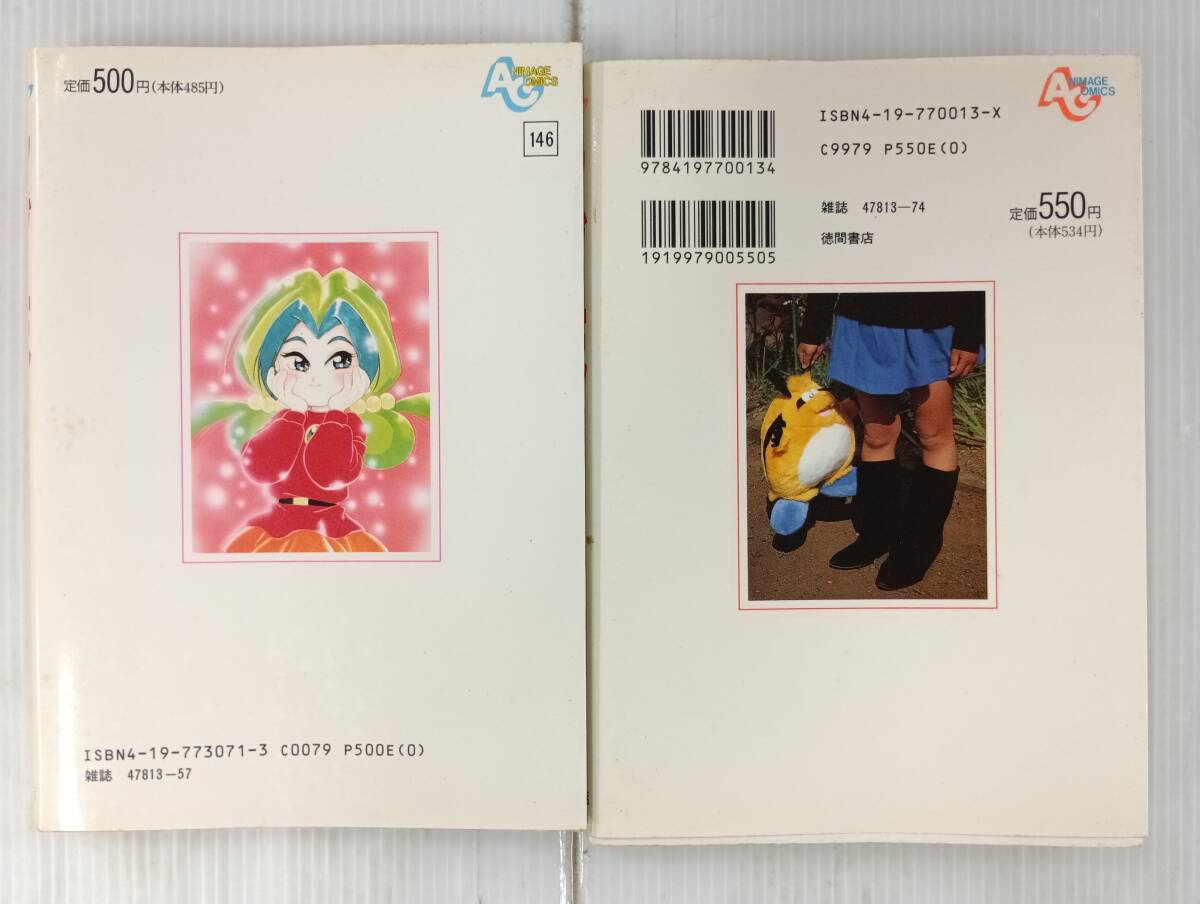 定価500円(本体485円)
ANIMAGE
COMICS
146
ISBN4-19-773071-3 C0079 P500E(0)
雑誌 47813-57
ANIMAGE
COMICS
ISBN4-19-770013-X
C9979 P550E(0)
9784197700134
雑誌 47813-74
徳間書店
1919979005505
定価550円
(本体534円)